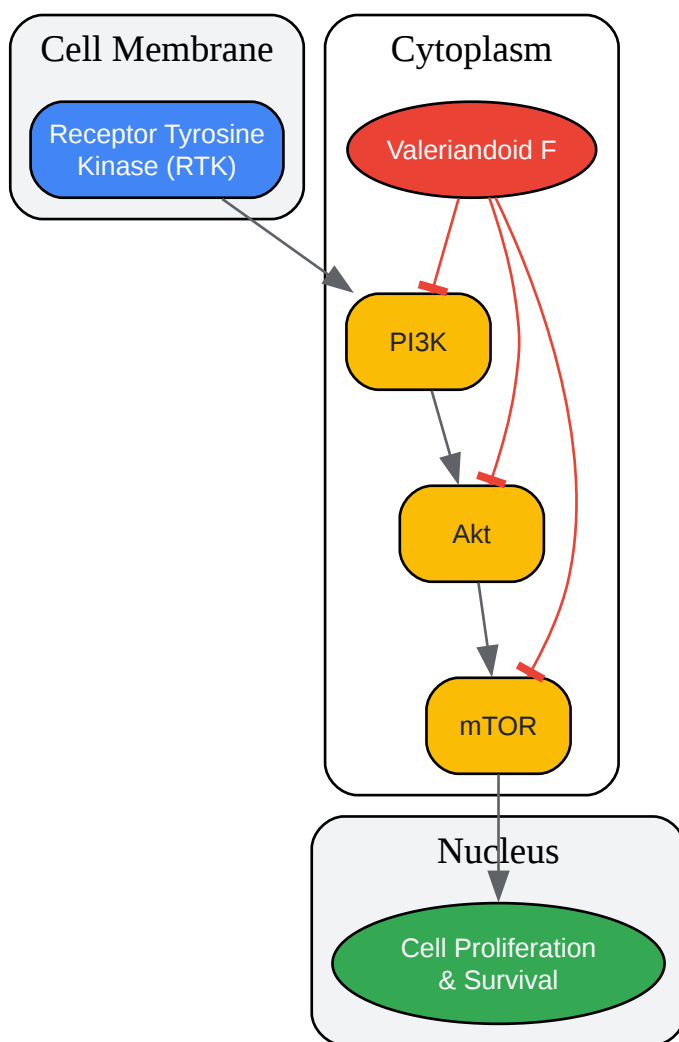 Cell Membrane
Receptor Tyrosine
Kinase (RTK)
Cytoplasm
Valeriandoid F
PI3K
Akt
mTOR
Nucleus
Cell Proliferation
& Survival